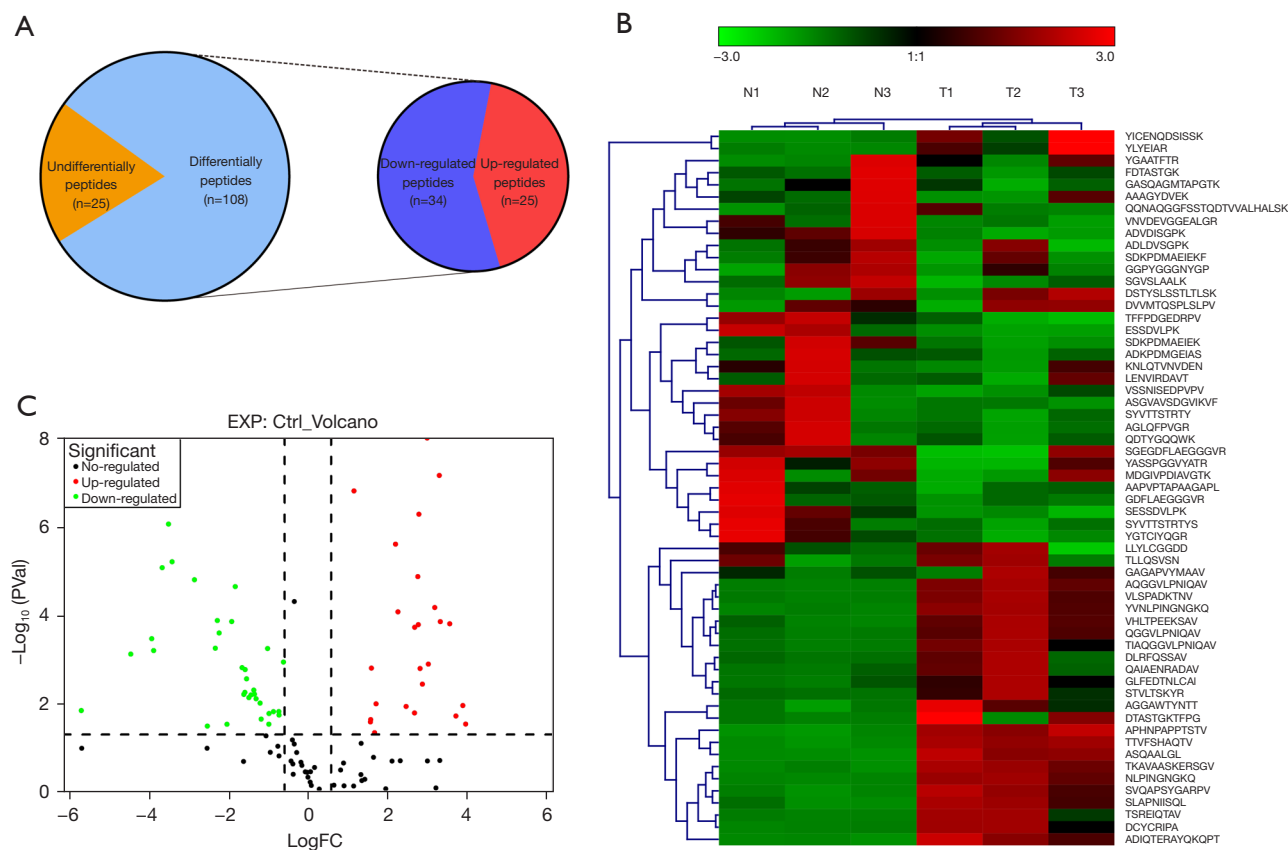 A
Undifferentially
peptides
(n=25)
Differentially
peptides
(n=108)
Down-regulated
peptides
(n=34)
Up-regulated
peptides
(n=25)
B
−3.0
1:1
3.0
N1 N2 N3 T1 T2 T3
YICENQDSISSK
YLYEIAR
YGAATFTR
FDTASTGK
GASQAGMTAPGTK
AAAGYDVEK
QQNAQGGFSSTQDTVVALHALSK
VNVDEVGGEALGR
ADVDISGPK
ADLDVSGPK
SDKPDMAEIEKF
GGPYGGGNYGP
SGVSLAALK
DSTYSLSSTLTLSK
DVVMTQSPLSLPV
TFFPDGEDRPV
ESSDVLPK
SDKPDMAEIEK
ADKPDMGEIAS
KNLQTVNVDEN
LENVIRDAVT
VSSNISEDPVPV
ASGVAVSDGVIKVF
SYVTTSTRTY
AGLQFPVGR
QDTYGQQWK
SGEGDFLAEGGGVR
YASSPGGVYATR
MDGIVPDIAVGTK
AAPVPTAPAAGAPL
GDFLAEGGGVR
SESSDVLPK
SYVTTSTRTYS
YGTCIYQGR
LLYLCGGDD
TLLQSVSN
GAGAPVYMAAV
AQGGVLPNIQAV
VLSPADKTNV
YVNLPINGNGKQ
VHLTPEEKSAV
QGGVLPNIQAV
TIAQGGVLPNIQAV
DLRFQSSAV
QAIAENRADAV
GLFEDTNLCAI
STVLTSKYR
AGGAWTYNTT
DTASTGKTFPG
APHNPAPPTSTV
TTVFSHAQTV
ASQAALGL
TKAVAASKERSGV
NLPINGNGKQ
SVQAPSYGARPV
SLAPNIISQL
TSREIQTAV
DCYCRIPA
ADIQTERAYQKQPT
C
EXP: Ctrl_Volcano
Significant
No-regulated
Up-regulated
Down-regulated
8
6
4
2
0
−Log₁₀ (PVal)
−6 −4 −2 0 2 4 6
LogFC